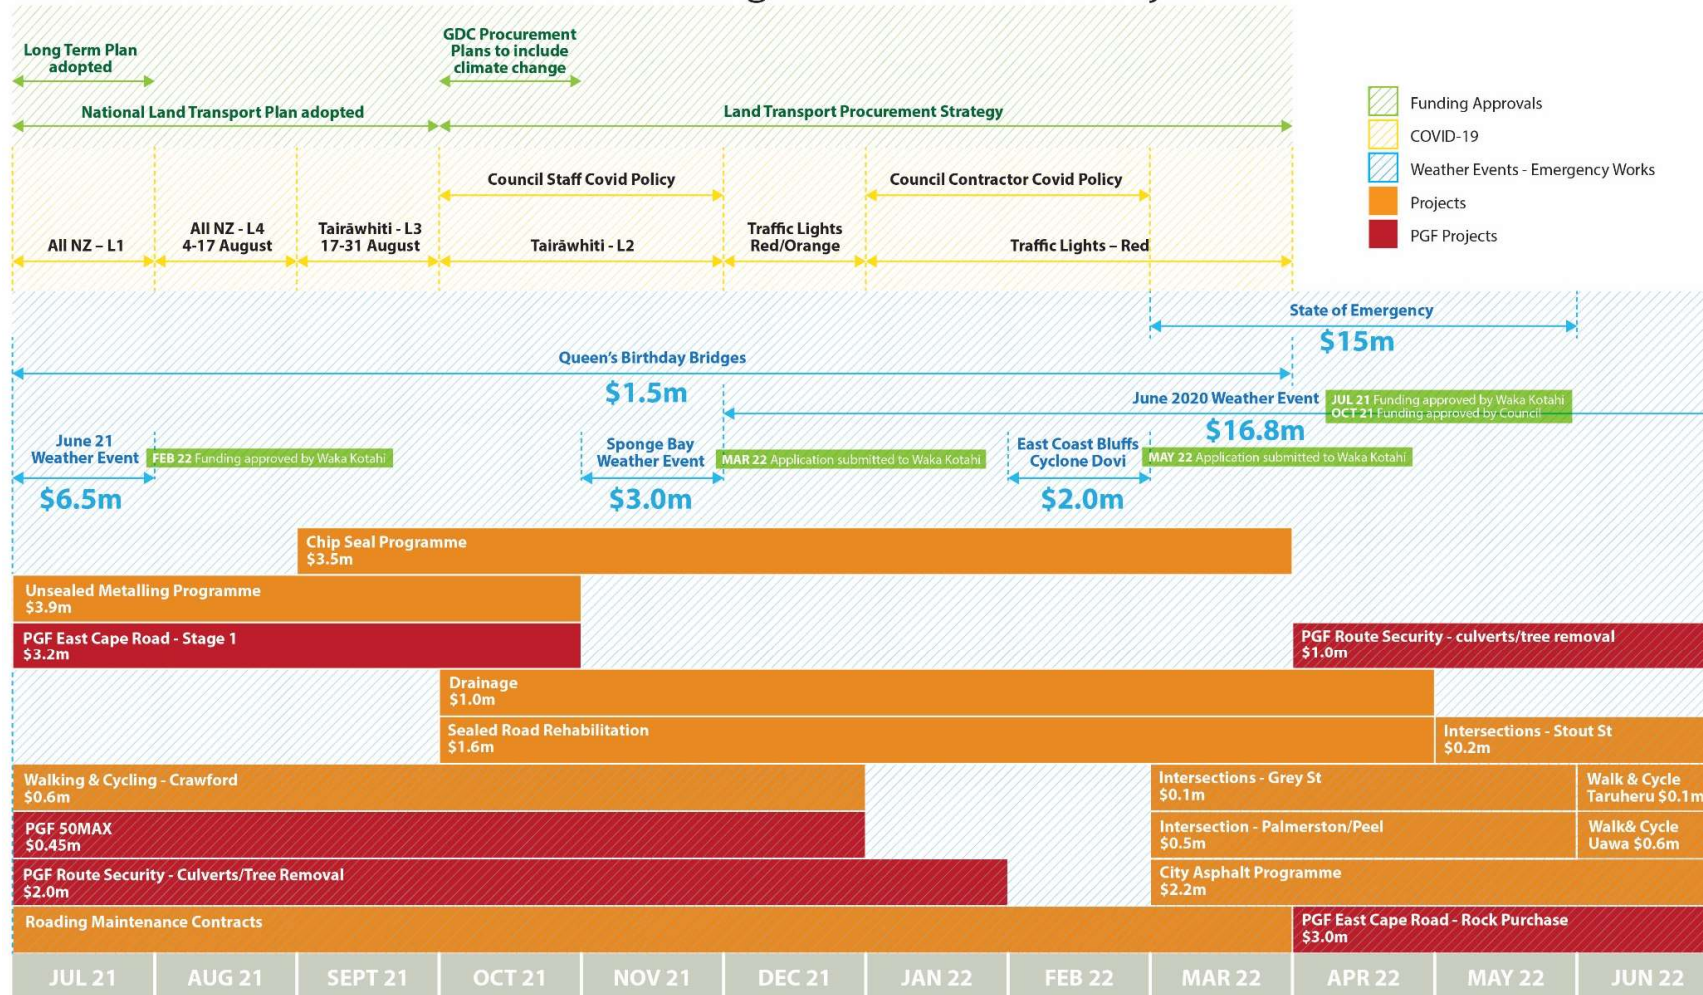 Long Term Plan
adopted
GDC Procurement
Plans to include
climate change
National Land Transport Plan adopted
Land Transport Procurement Strategy
Funding Approvals
COVID-19
Weather Events - Emergency Works
Projects
PGF Projects
Council Staff Covid Policy
Council Contractor Covid Policy
All NZ – L1
All NZ - L4
4-17 August
Tairāwhiti - L3
17-31 August
Tairāwhiti - L2
Traffic Lights
Red/Orange
Traffic Lights – Red
State of Emergency
$15m
Queen's Birthday Bridges
$1.5m
June 2020 Weather Event
$16.8m
JUL 21 Funding approved by Waka Kotahi
OCT 21 Funding approved by Council
June 21
Weather Event
$6.5m
FEB 22 Funding approved by Waka Kotahi
Sponge Bay
Weather Event
$3.0m
MAR 22 Application submitted to Waka Kotahi
East Coast Bluffs
Cyclone Dovi
$2.0m
MAY 22 Application submitted to Waka Kotahi
Chip Seal Programme
$3.5m
Unsealed Metalling Programme
$3.9m
PGF East Cape Road - Stage 1
$3.2m
PGF Route Security - culverts/tree removal
$1.0m
Drainage
$1.0m
Sealed Road Rehabilitation
$1.6m
Intersections - Stout St
$0.2m
Walking & Cycling - Crawford
$0.6m
Intersections - Grey St
$0.1m
Walk & Cycle
Taruheru $0.1m
PGF 50MAX
$0.45m
Intersection - Palmerston/Peel
$0.5m
Walk& Cycle
Uawa $0.6m
PGF Route Security - Culverts/Tree Removal
$2.0m
City Asphalt Programme
$2.2m
Roading Maintenance Contracts
PGF East Cape Road - Rock Purchase
$3.0m
JUL 21
AUG 21
SEPT 21
OCT 21
NOV 21
DEC 21
JAN 22
FEB 22
MAR 22
APR 22
MAY 22
JUN 22